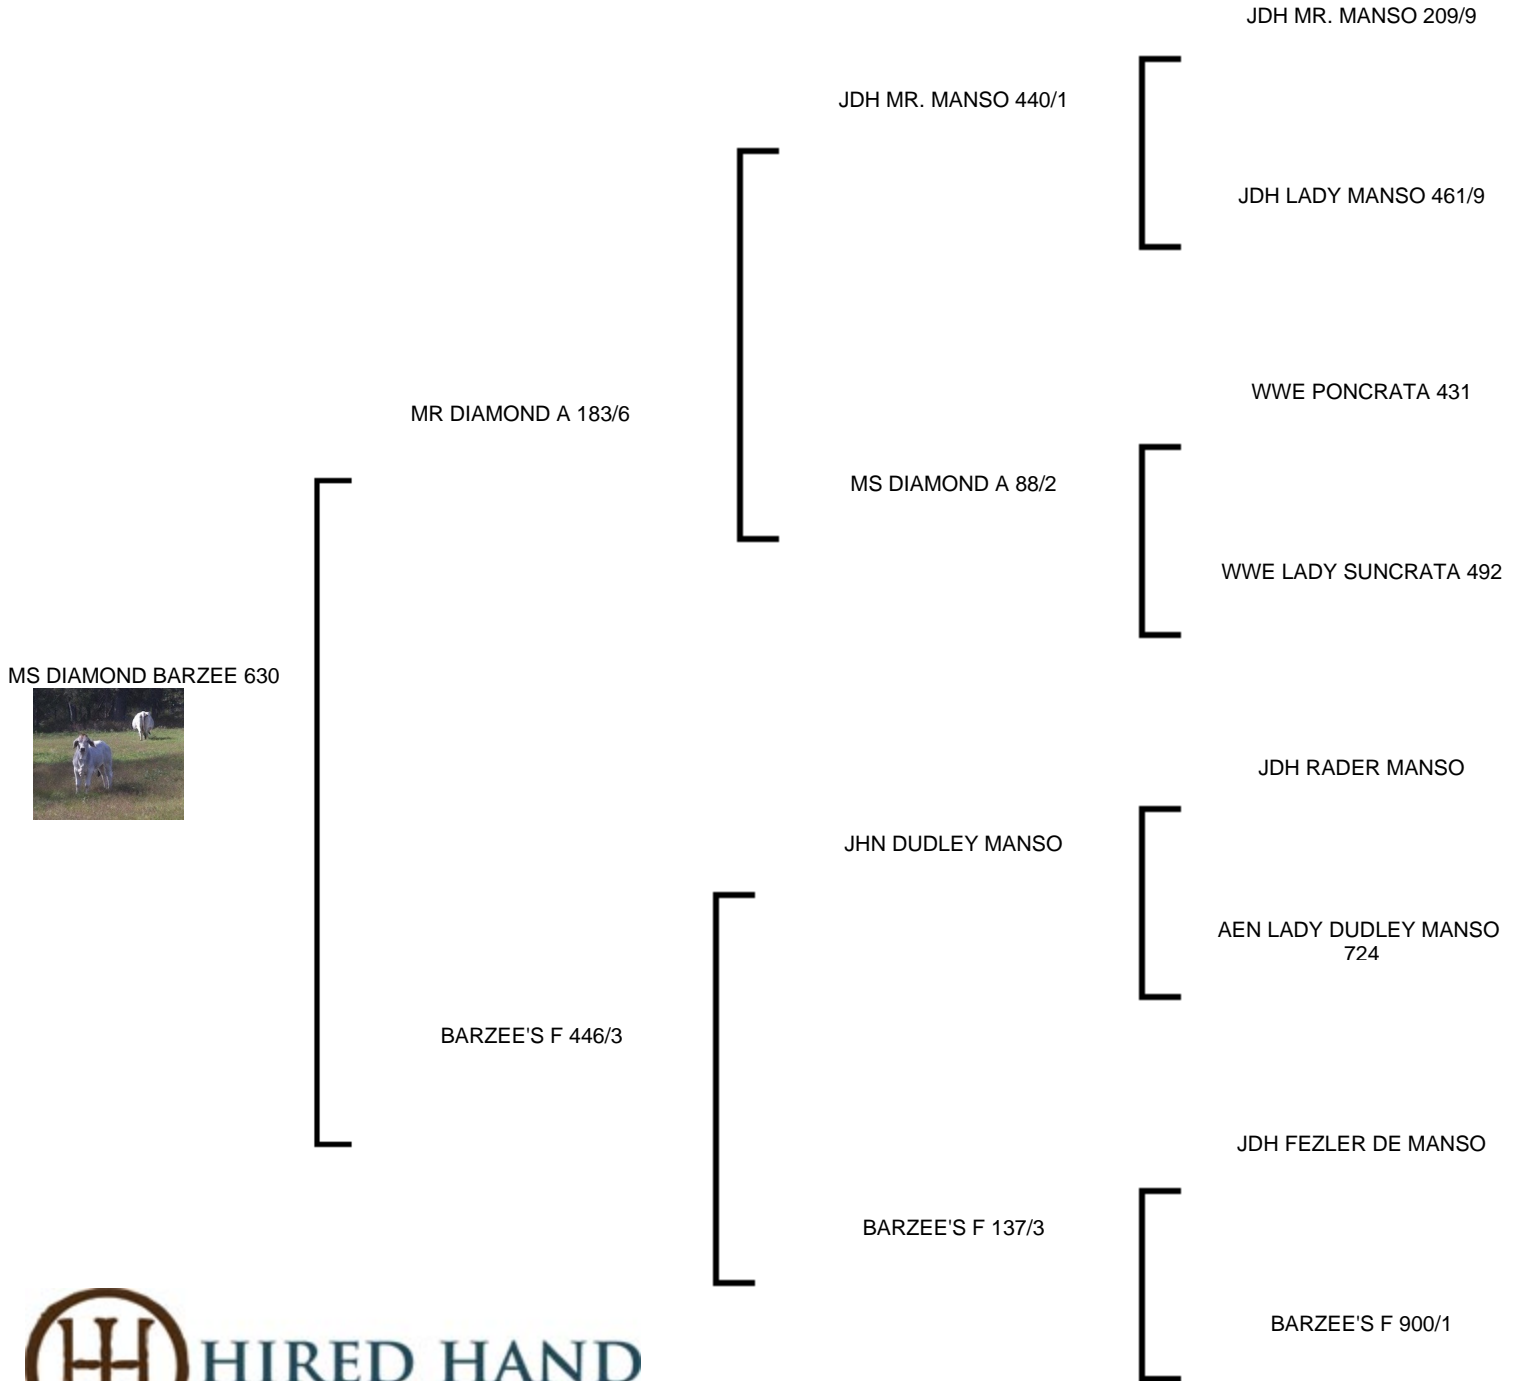 JDH MR. MANSO 209/9
JDH MR. MANSO 440/1
JDH LADY MANSO 461/9
WWE PONCRATA 431
MR DIAMOND A 183/6
MS DIAMOND A 88/2
WWE LADY SUNCRATA 492
MS DIAMOND BARZEE 630
JDH RADER MANSO
JHN DUDLEY MANSO
AEN LADY DUDLEY MANSO
724
BARZEE'S F 446/3
JDH FEZLER DE MANSO
BARZEE'S F 137/3
BARZEE'S F 900/1
HIRED HAND